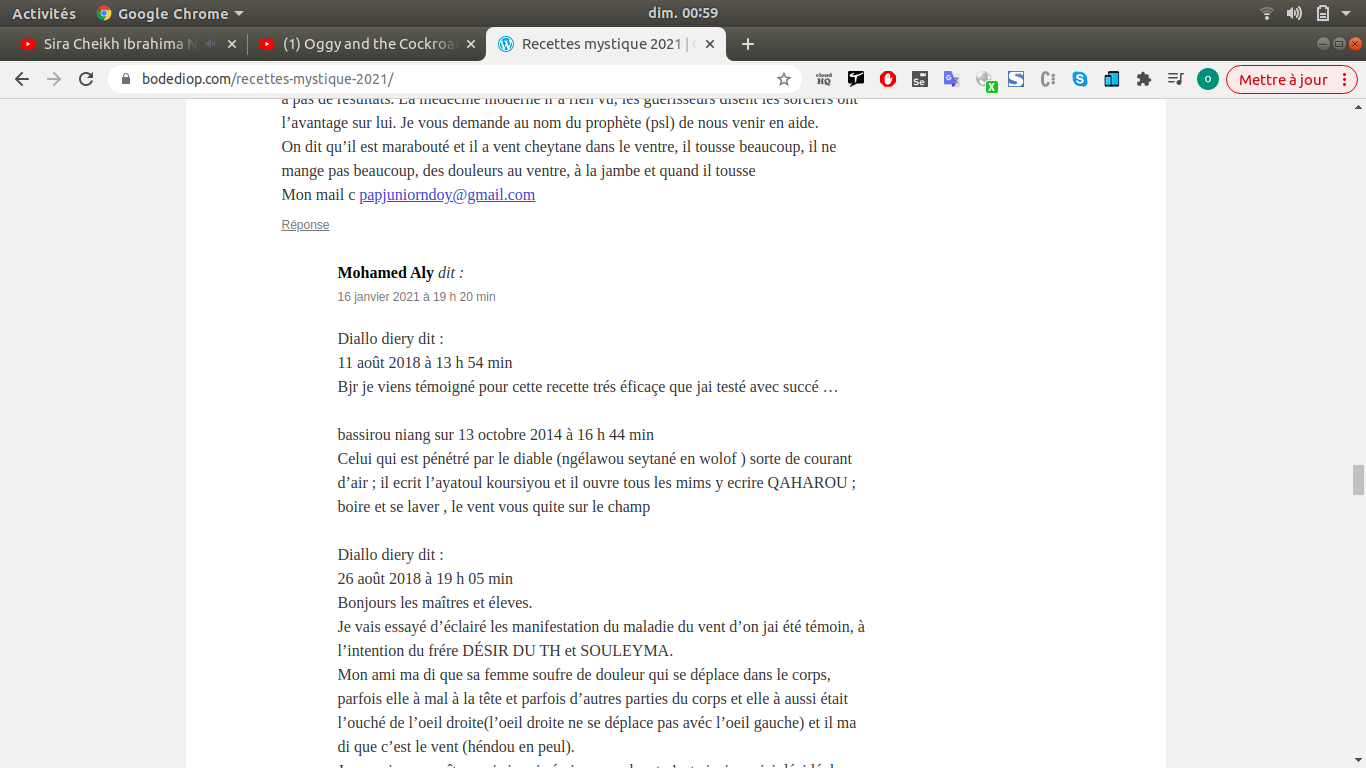 Activités
Google Chrome
dim. 00:59
Sira Cheikh Ibrahima N
(1) Oggy and the Cockroa
Recettes mystique 2021 |
bodediop.com/recettes-mystique-2021/
cloud HQ
Se
Mettre à jour
a pas de résultats. La médecine moderne n'a rien vu, les guérisseurs disent les sorciers ont
l’avantage sur lui. Je vous demande au nom du prophète (psl) de nous venir en aide.
On dit qu’il est marabouté et il a vent cheytane dans le ventre, il tousse beaucoup, il ne
mange pas beaucoup, des douleurs au ventre, à la jambe et quand il tousse
Mon mail c papjuniorndoy@gmail.com
Réponse
Mohamed Aly dit :
16 janvier 2021 à 19 h 20 min
Diallo diery dit :
11 août 2018 à 13 h 54 min
Bjr je viens témoigné pour cette recette trés éficaçe que jai testé avec succé …
bassirou niang sur 13 octobre 2014 à 16 h 44 min
Celui qui est pénétré par le diable (ngélawou seytané en wolof ) sorte de courant
d’air ; il ecrit l’ayatoul koursiyou et il ouvre tous les mims y ecrire QAHAROU ;
boire et se laver , le vent vous quite sur le champ
Diallo diery dit :
26 août 2018 à 19 h 05 min
Bonjours les maîtres et éleves.
Je vais essayé d’éclairé les manifestation du maladie du vent d’on jai été témoin, à
l’intention du frére DÉSIR DU TH et SOULEYMA.
Mon ami ma di que sa femme soufre de douleur qui se déplace dans le corps,
parfois elle à mal à la tête et parfois d’autres parties du corps et elle à aussi était
l’ouché de l’oeil droite(l’oeil droite ne se déplace pas avéc l’oeil gauche) et il ma
di que c’est le vent (héndou en peul).